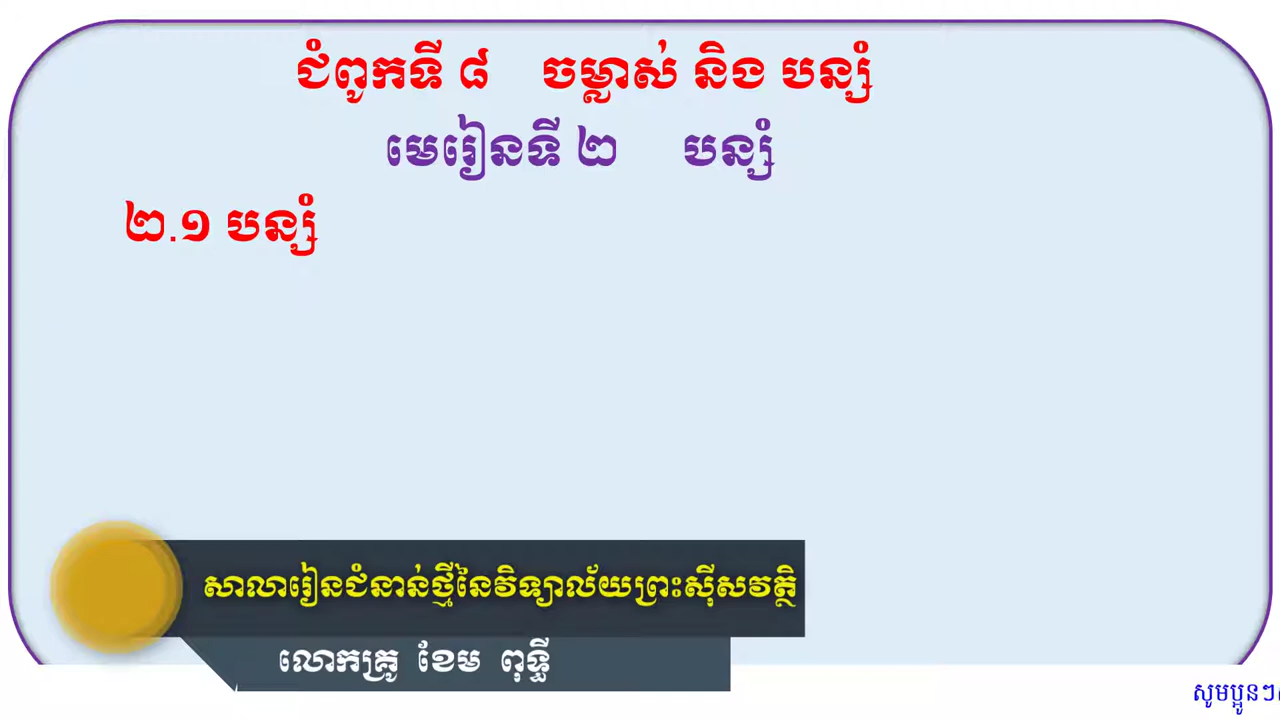 ជំពូកទី ៨ ចម្លាស់ និង បន្សំ
មេរៀនទី ២ បន្សំ
២.១ បន្សំ
សាលារៀនជំនាន់ថ្មីនៃវិទ្យាល័យព្រះស៊ីសវត្ថិ
លោកគ្រូ ខែម ពុទ្ធី
សូមប្អូនៗ